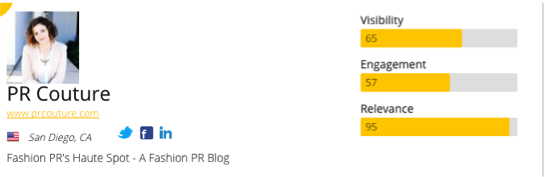 PR Couture
www.prcouture.com
San Diego, CA
Fashion PR's Haute Spot - A Fashion PR Blog
Visibility
65
Engagement
57
Relevance
95